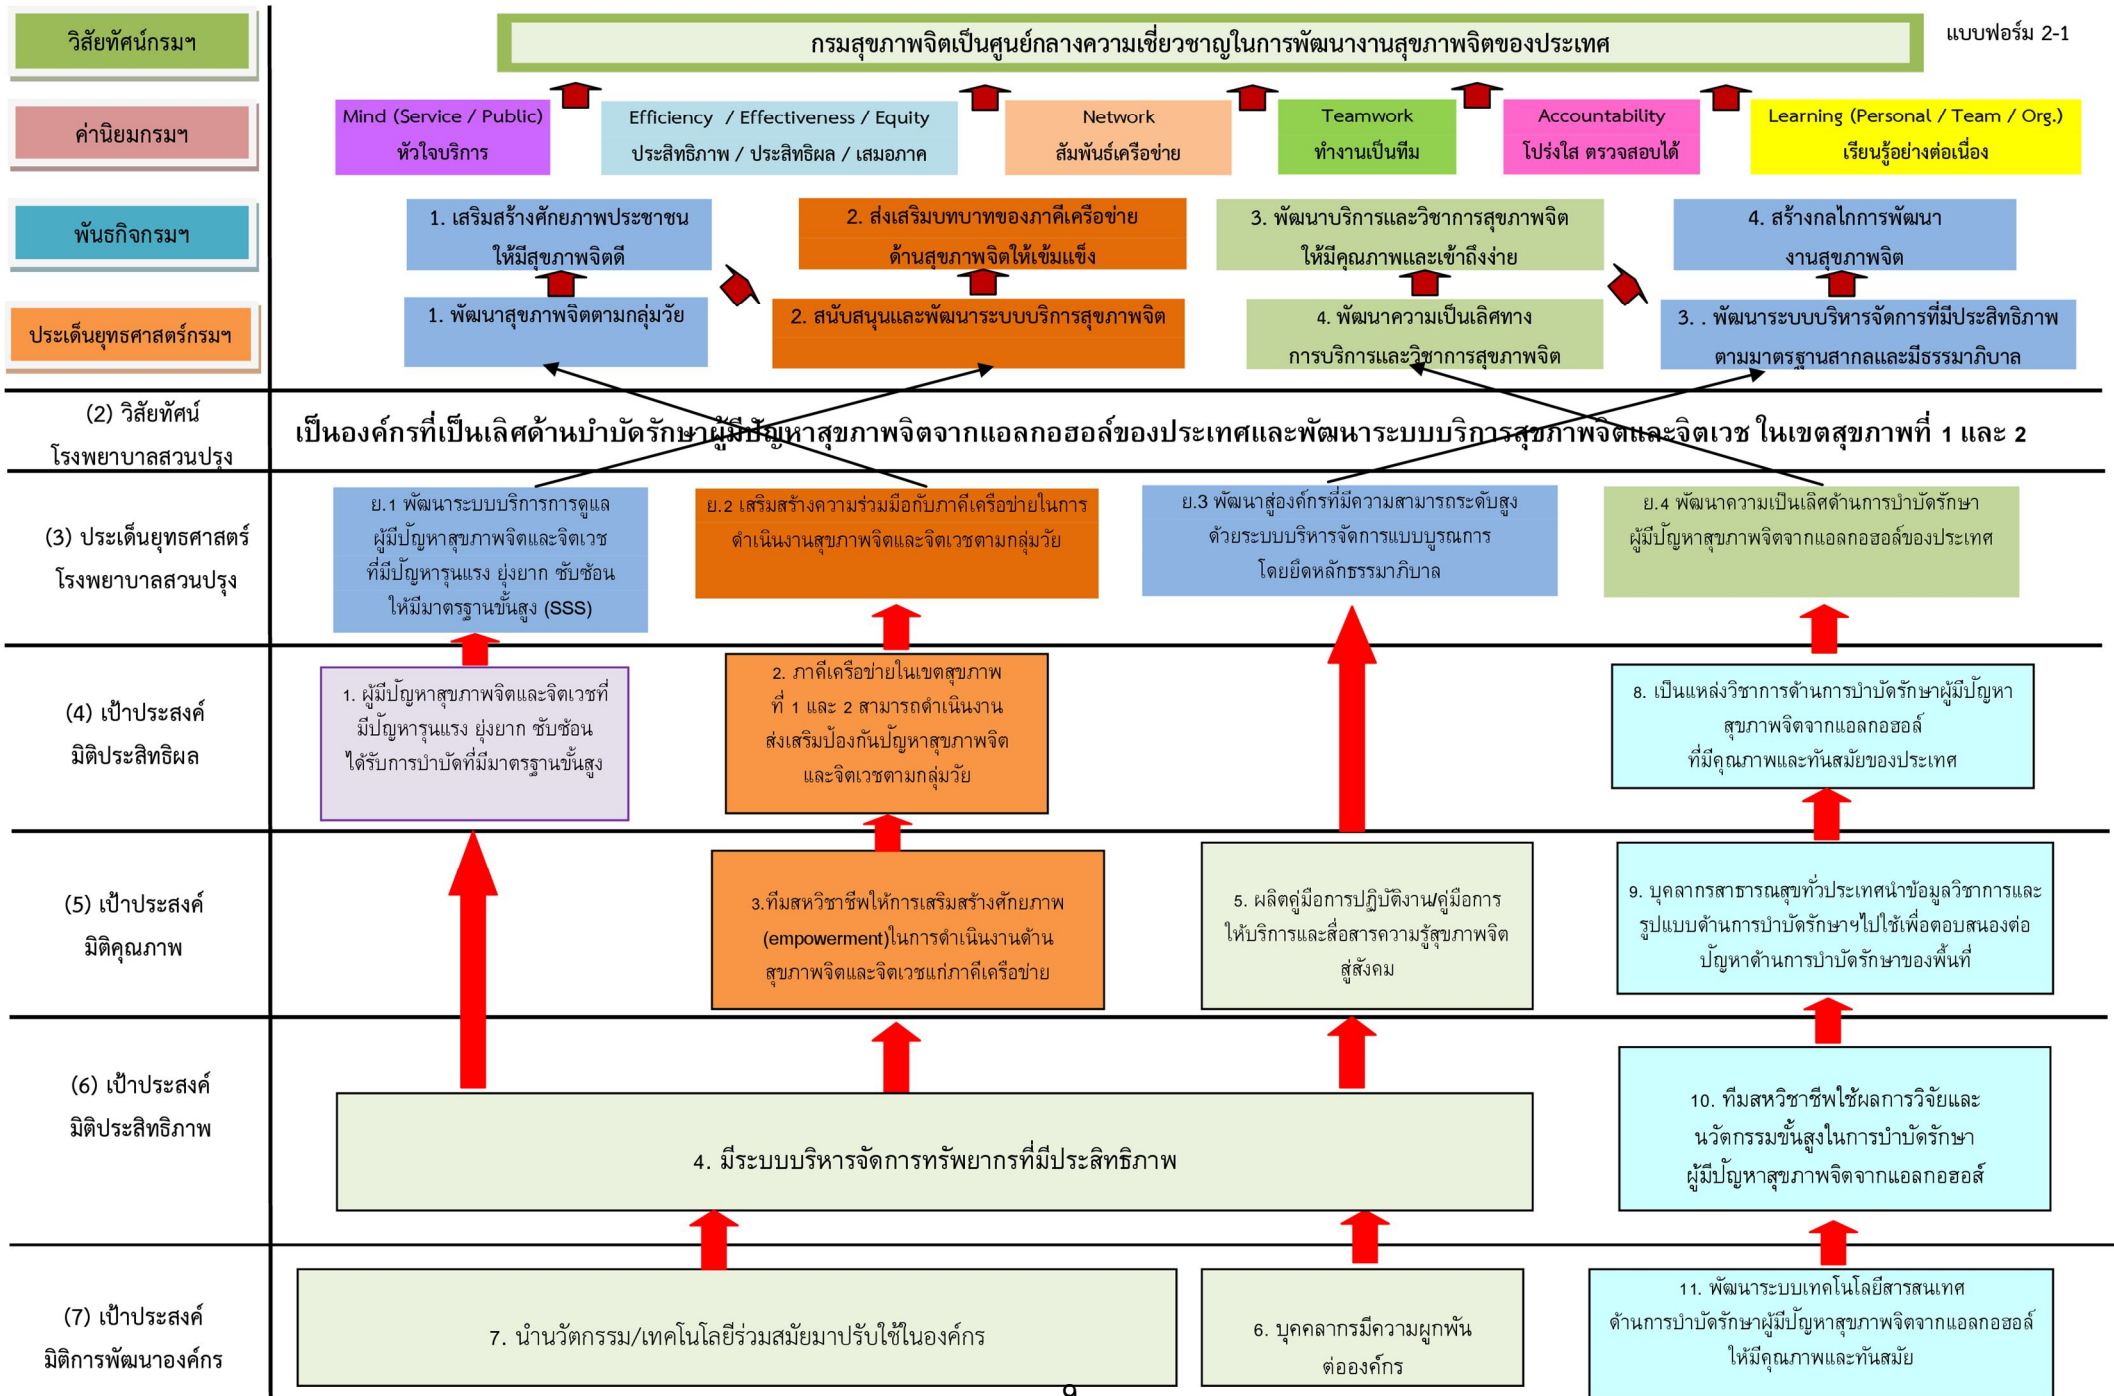 แบบฟอร์ม 2-1
วิสัยทัศน์กรมฯ
กรมสุขภาพจิตเป็นศูนย์กลางความเชี่ยวชาญในการพัฒนางานสุขภาพจิตของประเทศ
ค่านิยมกรมฯ
Mind (Service / Public)
หัวใจบริการ
Efficiency / Effectiveness / Equity
ประสิทธิภาพ / ประสิทธิผล / เสมอภาค
Network
สัมพันธ์เครือข่าย
Teamwork
ทำงานเป็นทีม
Accountability
โปร่งใส ตรวจสอบได้
Learning (Personal / Team / Org.)
เรียนรู้อย่างต่อเนื่อง
พันธกิจกรมฯ
1. เสริมสร้างศักยภาพประชาชน
ให้มีสุขภาพจิตดี
2. ส่งเสริมบทบาทของภาคีเครือข่าย
ด้านสุขภาพจิตให้เข้มแข็ง
3. พัฒนาบริการและวิชาการสุขภาพจิต
ให้มีคุณภาพและเข้าถึงง่าย
4. สร้างกลไกการพัฒนา
งานสุขภาพจิต
ประเด็นยุทธศาสตร์กรมฯ
1. พัฒนาสุขภาพจิตตามกลุ่มวัย
2. สนับสนุนและพัฒนาระบบบริการสุขภาพจิต
4. พัฒนาความเป็นเลิศทาง
การบริการและวิชาการสุขภาพจิต
3. . พัฒนาระบบบริหารจัดการที่มีประสิทธิภาพ
ตามมาตรฐานสากลและมีธรรมาภิบาล
(2) วิสัยทัศน์
โรงพยาบาลสวนปรุง
เป็นองค์กรที่เป็นเลิศด้านบำบัดรักษาผู้มีปัญหาสุขภาพจิตจากแอลกอฮอล์ของประเทศและพัฒนาระบบบริการสุขภาพจิตและจิตเวช ในเขตสุขภาพที่ 1 และ 2
(3) ประเด็นยุทธศาสตร์
โรงพยาบาลสวนปรุง
ย.1 พัฒนาระบบบริการการดูแล
ผู้มีปัญหาสุขภาพจิตและจิตเวช
ที่มีปัญหารุนแรง ยุ่งยาก ซับซ้อน
ให้มีมาตรฐานขั้นสูง (SSS)
ย.2 เสริมสร้างความร่วมมือกับภาคีเครือข่ายในการ
ดำเนินงานสุขภาพจิตและจิตเวชตามกลุ่มวัย
ย.3 พัฒนาสู่องค์กรที่มีความสามารถระดับสูง
ด้วยระบบบริหารจัดการแบบบูรณการ
โดยยึดหลักธรรมาภิบาล
ย.4 พัฒนาความเป็นเลิศด้านการบำบัดรักษา
ผู้มีปัญหาสุขภาพจิตจากแอลกอฮอล์ของประเทศ
(4) เป้าประสงค์
มิติประสิทธิผล
1. ผู้มีปัญหาสุขภาพจิตและจิตเวชที่
มีปัญหารุนแรง ยุ่งยาก ซับซ้อน
ได้รับการบำบัดที่มีมาตรฐานขั้นสูง
2. ภาคีเครือข่ายในเขตสุขภาพ
ที่ 1 และ 2 สามารถดำเนินงาน
ส่งเสริมป้องกันปัญหาสุขภาพจิต
และจิตเวชตามกลุ่มวัย
8. เป็นแหล่งวิชาการด้านการบำบัดรักษาผู้มีปัญหา
สุขภาพจิตจากแอลกอฮอล์
ที่มีคุณภาพและทันสมัยของประเทศ
(5) เป้าประสงค์
มิติคุณภาพ
3.ทีมสหวิชาชีพให้การเสริมสร้างศักยภาพ
(empowerment)ในการดำเนินงานด้าน
สุขภาพจิตและจิตเวชแก่ภาคีเครือข่าย
5. ผลิตคู่มือการปฏิบัติงาน/คู่มือการ
ให้บริการและสื่อสารความรู้สุขภาพจิต
สู่สังคม
9. บุคลากรสาธารณสุขทั่วประเทศนำข้อมูลวิชาการและ
รูปแบบด้านการบำบัดรักษาฯไปใช้เพื่อตอบสนองต่อ
ปัญหาด้านการบำบัดรักษาของพื้นที่
(6) เป้าประสงค์
มิติประสิทธิภาพ
4. มีระบบบริหารจัดการทรัพยากรที่มีประสิทธิภาพ
10. ทีมสหวิชาชีพใช้ผลการวิจัยและ
นวัตกรรมขั้นสูงในการบำบัดรักษา
ผู้มีปัญหาสุขภาพจิตจากแอลกอฮอส์
(7) เป้าประสงค์
มิติการพัฒนาองค์กร
7. นำนวัตกรรม/เทคโนโลยีร่วมสมัยมาปรับใช้ในองค์กร
6. บุคคลากรมีความผูกพัน
ต่อองค์กร
11. พัฒนาระบบเทคโนโลยีสารสนเทศ
ด้านการบำบัดรักษาผู้มีปัญหาสุขภาพจิตจากแอลกอฮอล์
ให้มีคุณภาพและทันสมัย